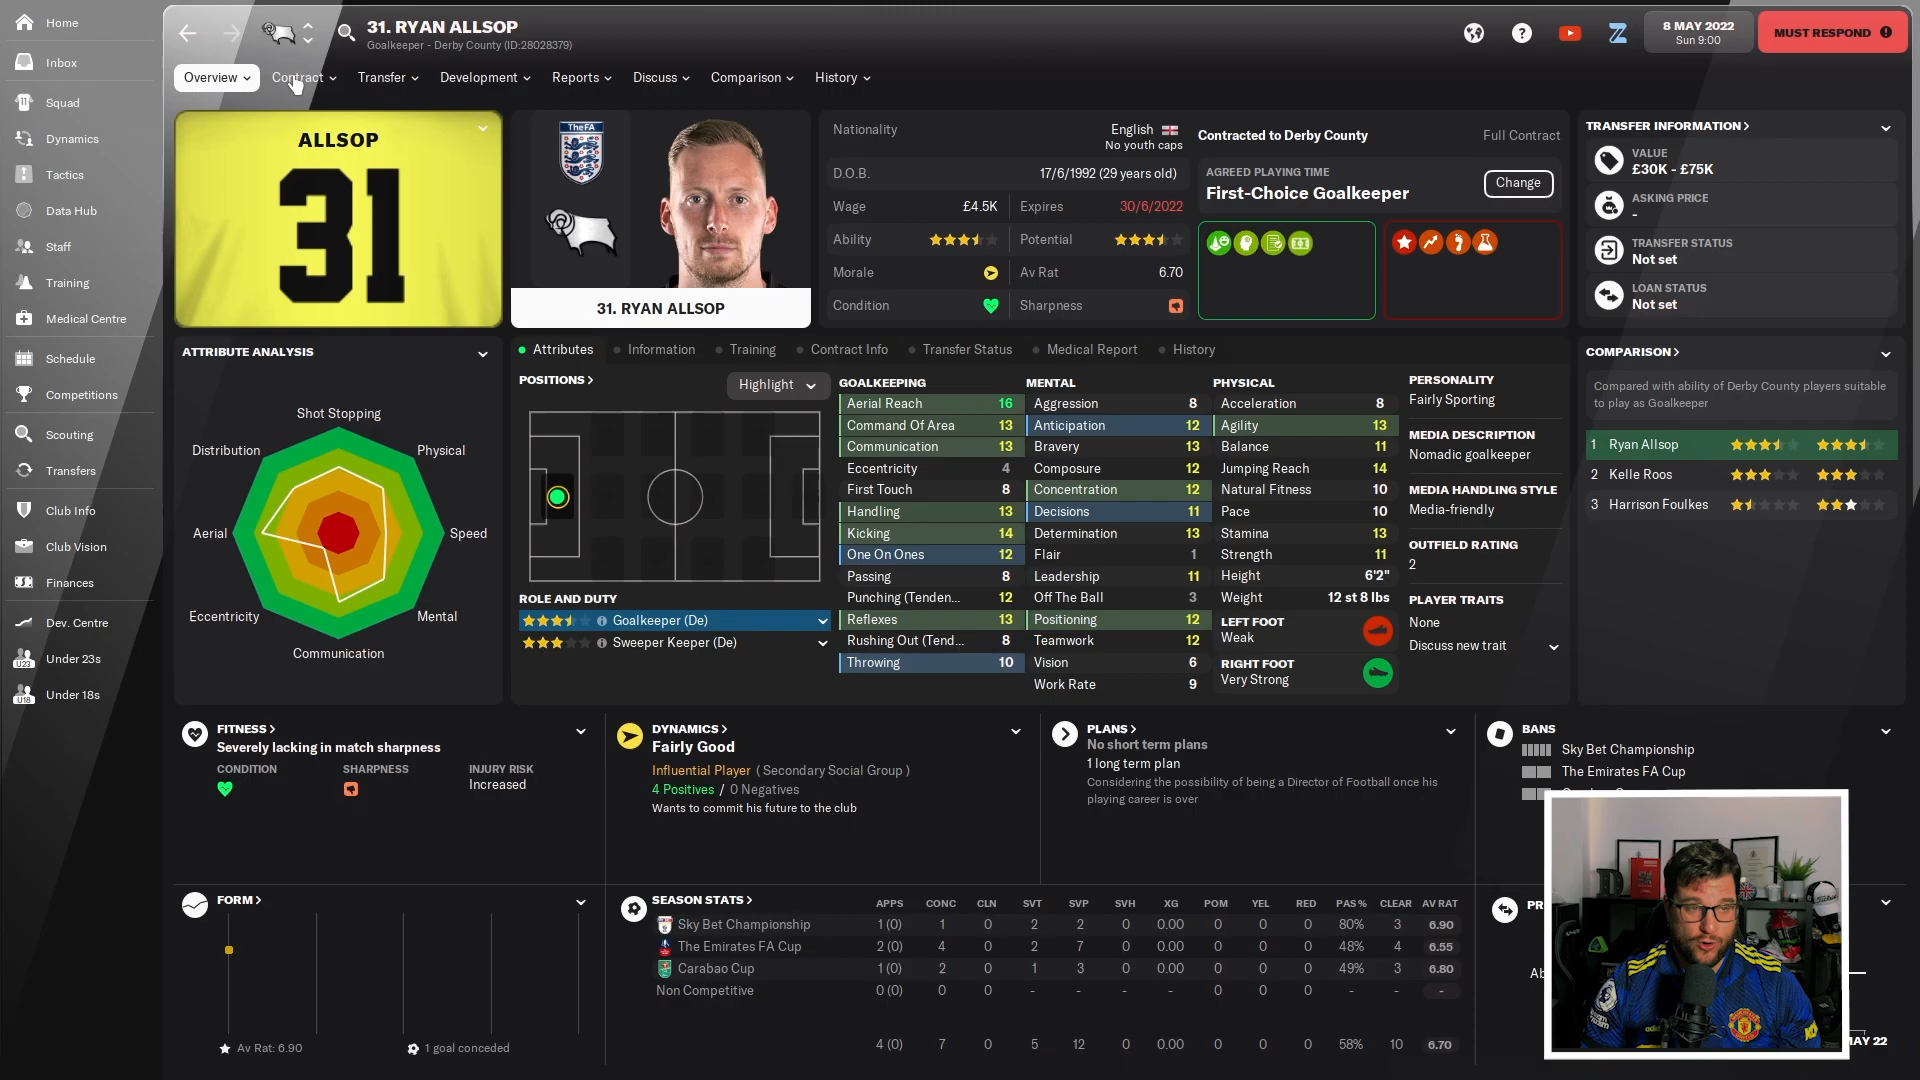 Home
Inbox
Squad
Dynamics
Tactics
Data Hub
Staff
Training
Medical Centre
Schedule
Competitions
Scouting
Transfers
Club Info
Club Vision
Finances
Dev. Centre
U23
Under 23s
U18
Under 18s
31. RYAN ALLSOP
Goalkeeper - Derby County (ID:28028379)
8 MAY 2022
Sun 9:00
MUST RESPOND
Overview
Contract
Transfer
Development
Reports
Discuss
Comparison
History
ALLSOP
31
The FA
31. RYAN ALLSOP
Nationality English
No youth caps
D.O.B. 17/6/1992 (29 years old)
Wage £4.5K Expires 30/6/2022
Ability Potential
Morale Av Rat 6.70
Condition Sharpness
Contracted to Derby County Full Contract
AGREED PLAYING TIME
First-Choice Goalkeeper
Change
TRANSFER INFORMATION >
VALUE
£30K - £75K
ASKING PRICE
-
TRANSFER STATUS
Not set
LOAN STATUS
Not set
ATTRIBUTE ANALYSIS
Shot Stopping
Physical
Speed
Mental
Communication
Eccentricity
Aerial
Distribution
Attributes
Information
Training
Contract Info
Transfer Status
Medical Report
History
POSITIONS >
Highlight
ROLE AND DUTY
Goalkeeper (De)
Sweeper Keeper (De)
GOALKEEPING
Aerial Reach 16
Command Of Area 13
Communication 13
Eccentricity 4
First Touch 8
Handling 13
Kicking 14
One On Ones 12
Passing 8
Punching (Tenden... 12
Reflexes 13
Rushing Out (Tend... 8
Throwing 10
MENTAL
Aggression 8
Anticipation 12
Bravery 13
Composure 12
Concentration 12
Decisions 11
Determination 13
Flair 1
Leadership 11
Off The Ball 3
Positioning 12
Teamwork 12
Vision 6
Work Rate 9
PHYSICAL
Acceleration 8
Agility 13
Balance 11
Jumping Reach 14
Natural Fitness 10
Pace 10
Stamina 13
Strength 11
Height 6'2"
Weight 12 st 8 lbs
LEFT FOOT
Weak
RIGHT FOOT
Very Strong
PERSONALITY
Fairly Sporting
MEDIA DESCRIPTION
Nomadic goalkeeper
MEDIA HANDLING STYLE
Media-friendly
OUTFIELD RATING
2
PLAYER TRAITS
None
Discuss new trait
COMPARISON >
Compared with ability of Derby County players suitable
to play as Goalkeeper
1 Ryan Allsop
2 Kelle Roos
3 Harrison Foulkes
FITNESS >
Severely lacking in match sharpness
CONDITION SHARPNESS INJURY RISK
Increased
DYNAMICS >
Fairly Good
Influential Player ( Secondary Social Group )
4 Positives / 0 Negatives
Wants to commit his future to the club
PLANS >
No short term plans
1 long term plan
Considering the possibility of being a Director of Football once his
playing career is over
BANS
Sky Bet Championship
The Emirates FA Cup
FORM >
Av Rat: 6.90
1 goal conceded
SEASON STATS > APPS CONC CLN SVT SVP SVH XG POM YEL RED PAS % CLEAR AV RAT
Sky Bet Championship 1 (0) 1 0 2 2 0 0.00 0 0 0 80% 3 6.90
The Emirates FA Cup 2 (0) 4 0 2 7 0 0.00 0 0 0 48% 4 6.55
Carabao Cup 1 (0) 2 0 1 3 0 0.00 0 0 0 49% 3 6.80
Non Competitive 0 (0) 0 0 - - - - 0 0 0 - - -
4 (0) 7 0 5 12 0 0.00 0 0 0 58% 10 6.70
PR
Ab
MAY 22